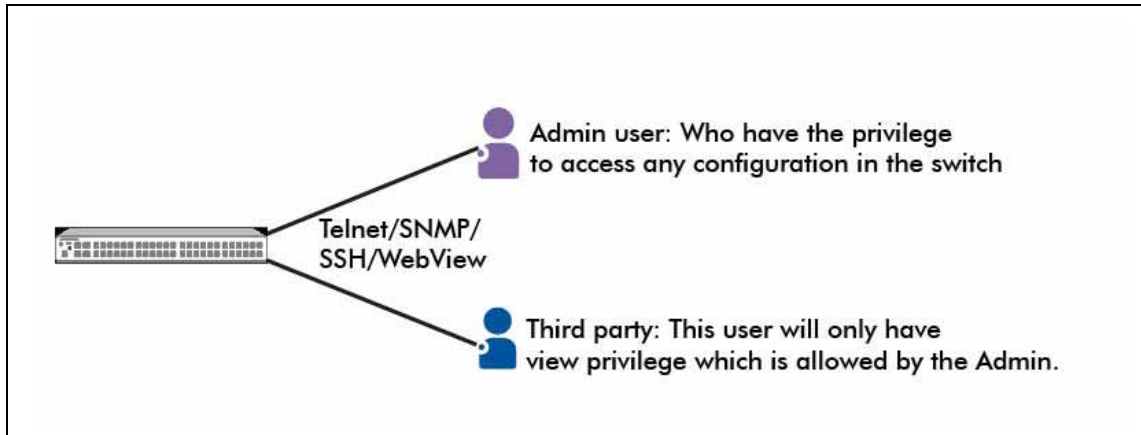 Admin user: Who have the privilege
to access any configuration in the switch
Telnet/SNMP/
SSH/WebView
Third party: This user will only have
view privilege which is allowed by the Admin.